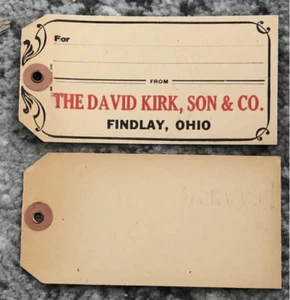 For
FROM
THE DAVID KIRK, SON & CO.
FINDLAY, OHIO